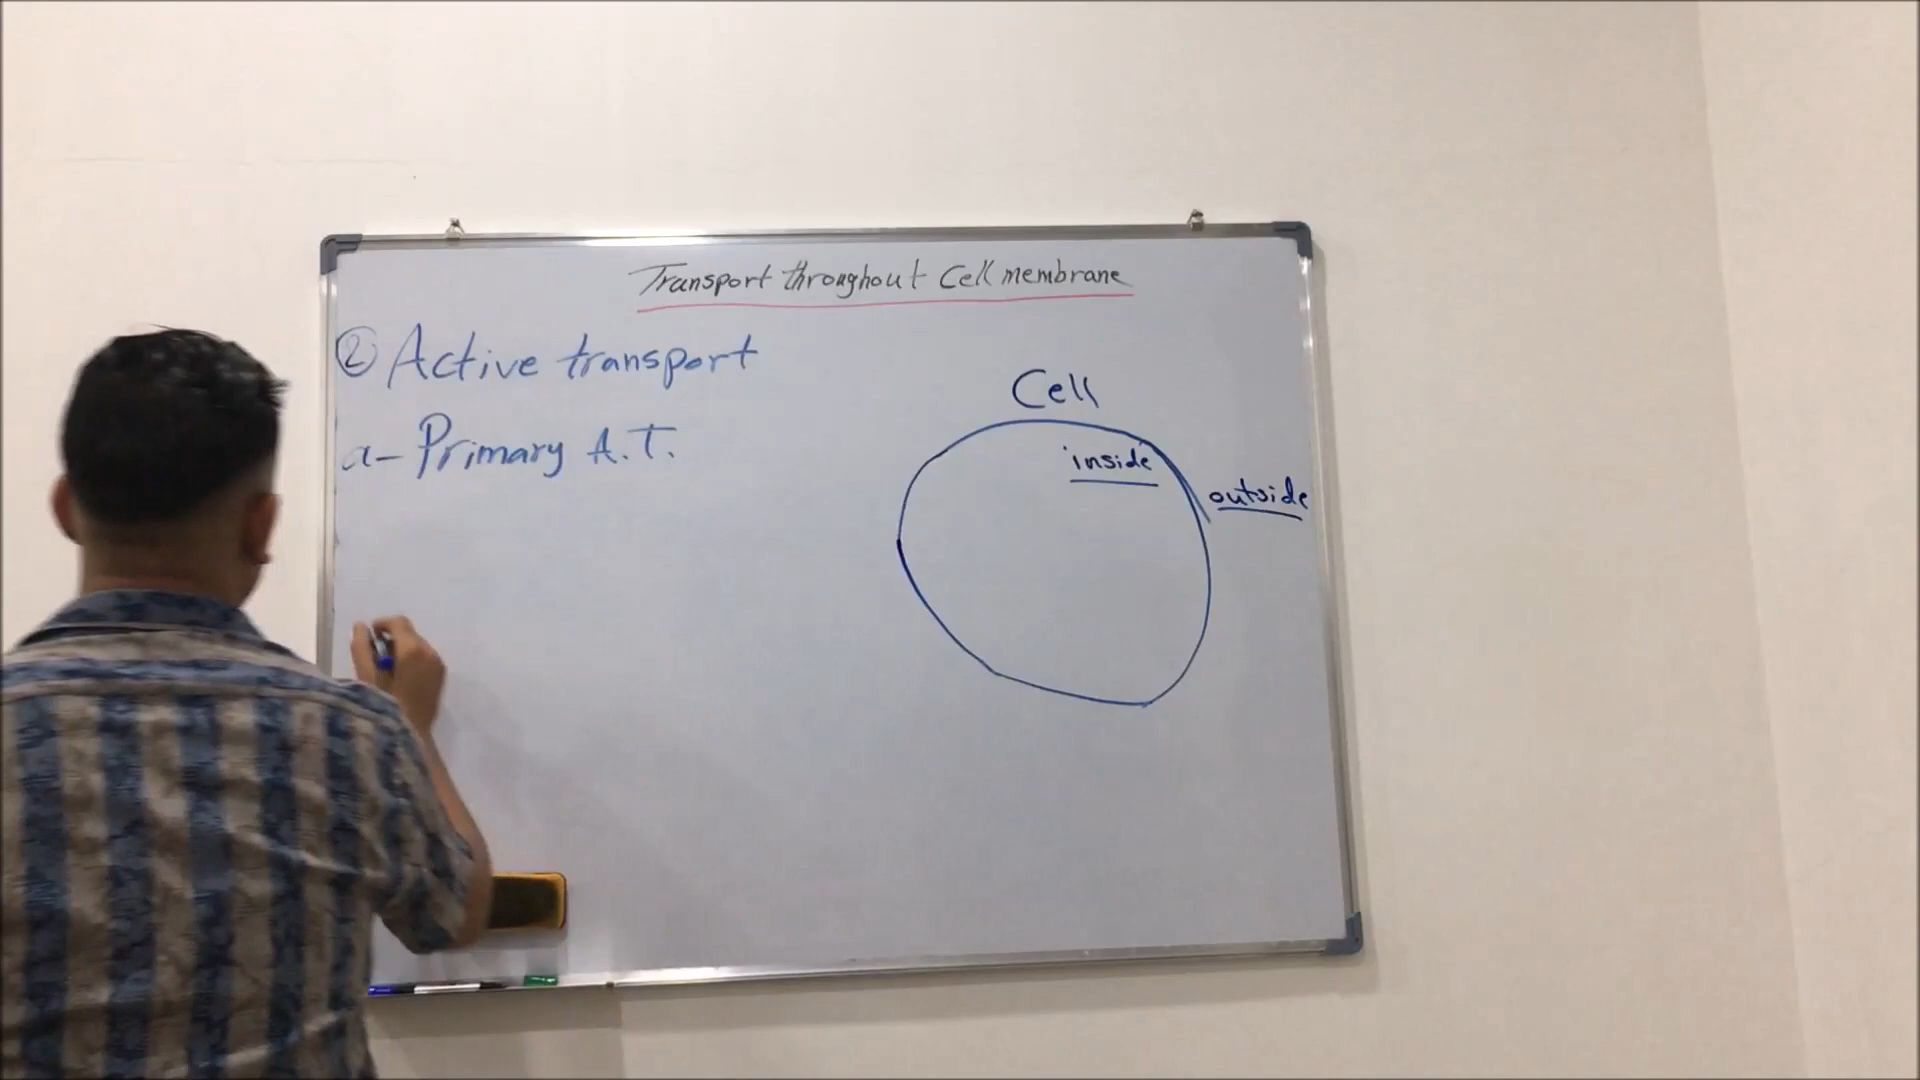 Transport throughout Cell membrane
② Active transport
a- Primary A.T.
Cell
inside
outside